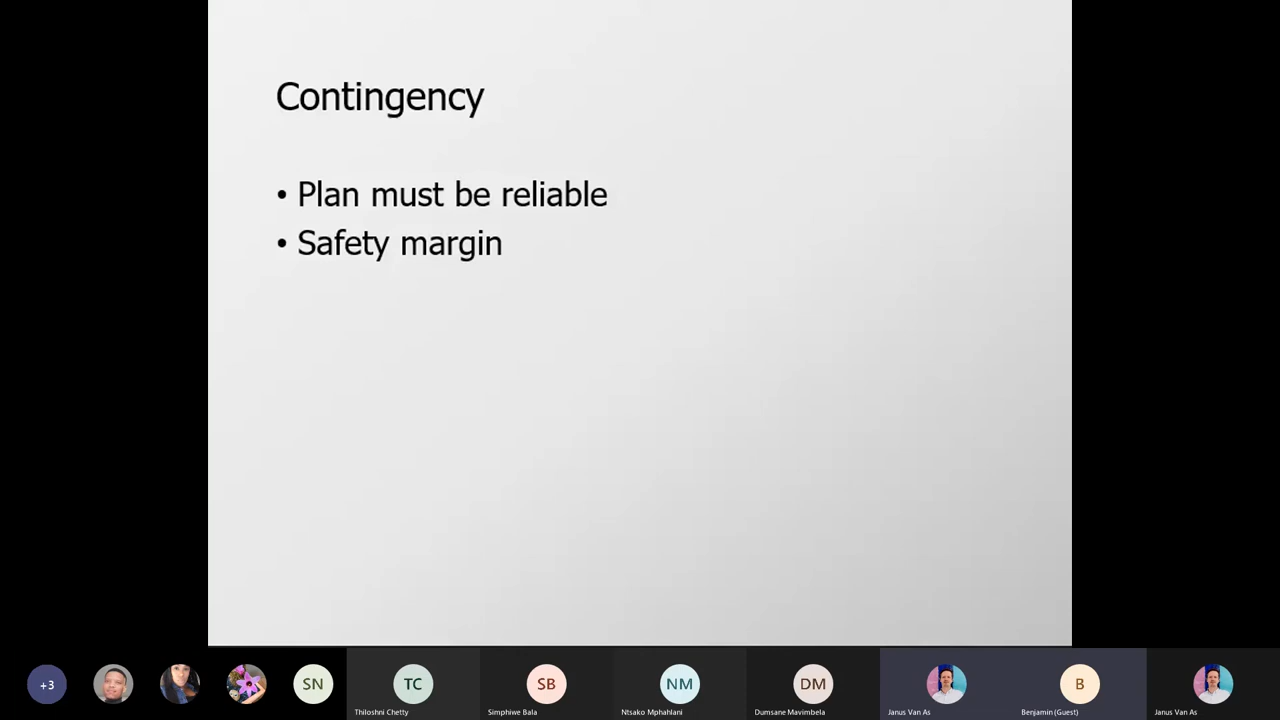 Contingency
• Plan must be reliable
• Safety margin
+3
SN
TC
SB
NM
DM
B
Thiloshni Chetty
Simphiwe Bala
Ntsako Mphahlani
Dumsane Mavimbela
Janus Van As
Benjamin (Guest)
Janus Van As